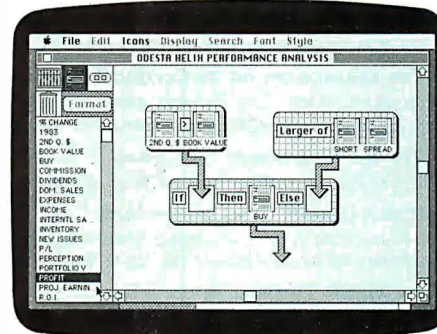 File Edit Icons Display Search Font Style
ODESTA HELIX PERFORMANCE ANALYSIS
Format
% CHANGE
1983
2ND Q. $
BOOK VALUE
BUY
COMMISSION
DIVIDENDS
DOM. SALES
EXPENSES
INCOME
INTERNTL SA...
INVENTORY
NEW ISSUES
P/L
PERCEPTION
PORTFOLIO V
PROFIT
PROJ. EARNIN
R.O.I.
>
2ND Q. $ BOOK VALUE
Larger of
SHORT SPREAD
If Then Else
BUY